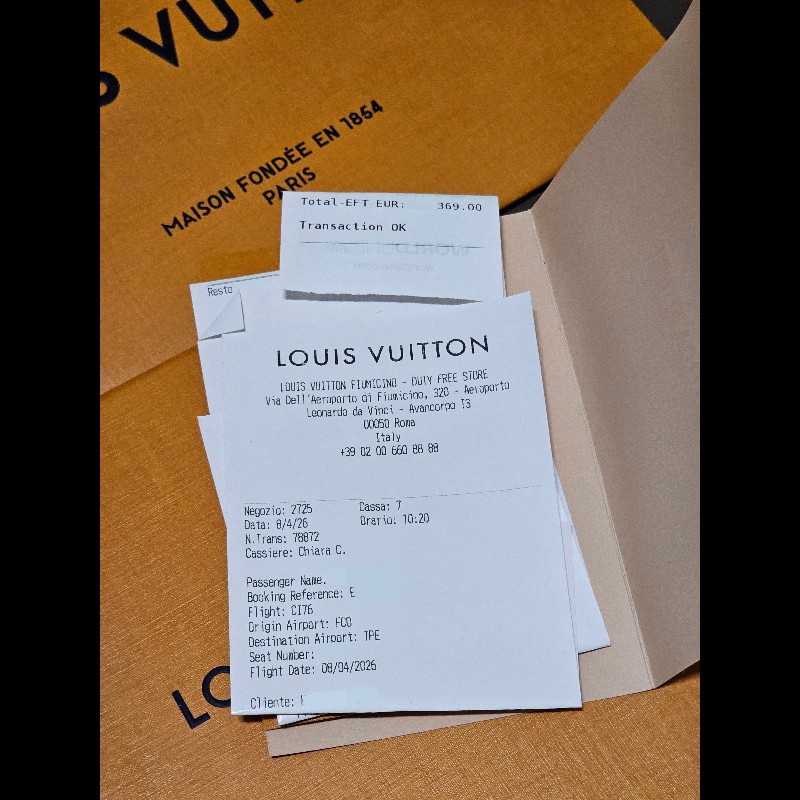 LOUIS VUITTON
MAISON FONDÉE EN 1854
PARIS
Total-EFT EUR: 369.00
Transaction OK
Resto
LOUIS VUITTON
LOUIS VUITTON FIUMICINO - DUTY FREE STORE
Via Dell'Aeroporto di Fiumicino, 320 - Aeroporto
Leonardo da Vinci - Avancorpo T3
00050 Roma
Italy
+39 02 00 660 88 88
Negozio: 2725 Cassa: 7
Data: 8/4/26 Orario: 10:20
N.Trans: 78872
Cassiere: Chiara C.
Passenger Name.
Booking Reference: E
Flight: CI76
Origin Airport: FCO
Destination Airport: TPE
Seat Number:
Flight Date: 08/04/2026
Cliente:
LO